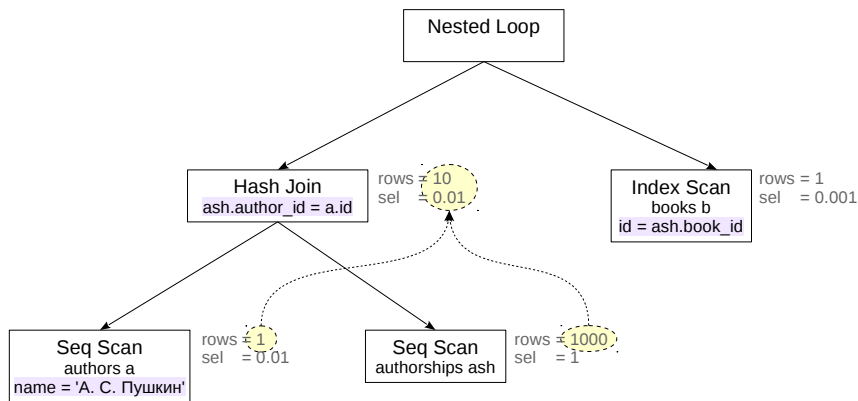 Nested Loop
Hash Join
ash.author_id = a.id
rows = 10
sel = 0.01
Index Scan
books b
id = ash.book_id
rows = 1
sel = 0.001
Seq Scan
authors a
name = 'А. С. Пушкин'
rows = 1
sel = 0.01
Seq Scan
authorships ash
rows = 1000
sel = 1